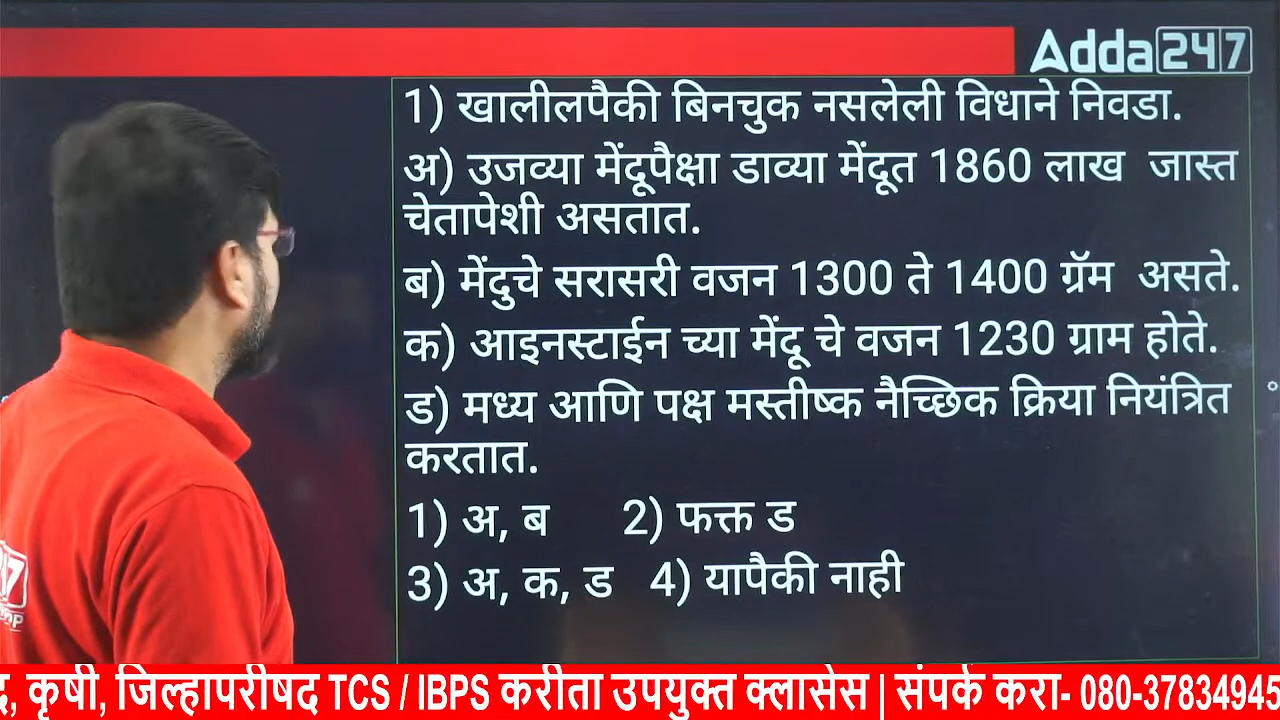 Adda247
1) खालीलपैकी बिनचुक नसलेली विधाने निवडा.
अ) उजव्या मेंदूपैक्षा डाव्या मेंदूत 1860 लाख जास्त
चेतापेशी असतात.
ब) मेंदुचे सरासरी वजन 1300 ते 1400 ग्रॅम असते.
क) आइनस्टाईन च्या मेंदू चे वजन 1230 ग्राम होते.
ड) मध्य आणि पक्ष मस्तीष्क नैच्छिक क्रिया नियंत्रित
करतात.
1) अ, ब 2) फक्त ड
3) अ, क, ड 4) यापैकी नाही
कृषी, जिल्हापरीषद TCS / IBPS करीता उपयुक्त क्लासेस | संपर्क करा- 080-37834945